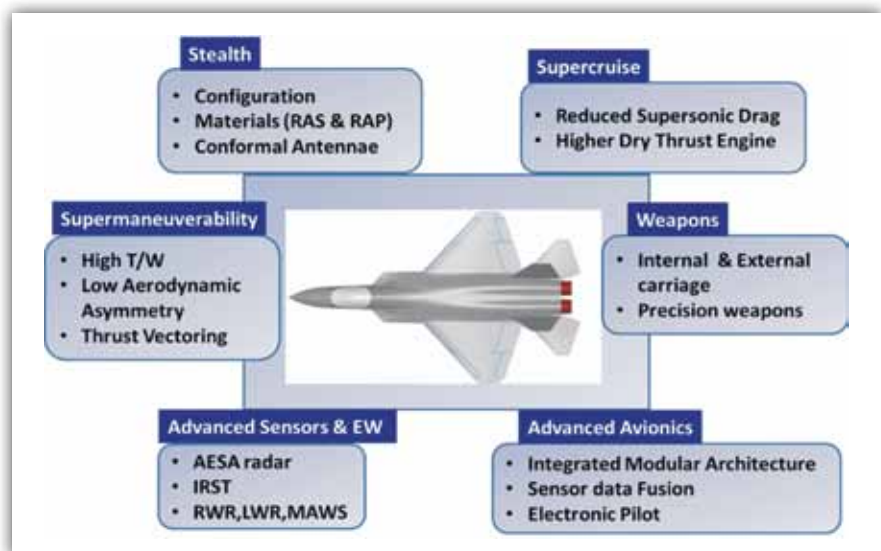 Stealth
• Configuration
• Materials (RAS & RAP)
• Conformal Antennae
Supercruise
• Reduced Supersonic Drag
• Higher Dry Thrust Engine
Supermaneuverability
• High T/W
• Low Aerodynamic
Asymmetry
• Thrust Vectoring
Weapons
• Internal & External
carriage
• Precision weapons
Advanced Sensors & EW
• AESA radar
• IRST
• RWR,LWR,MAWS
Advanced Avionics
• Integrated Modular Architecture
• Sensor data Fusion
• Electronic Pilot